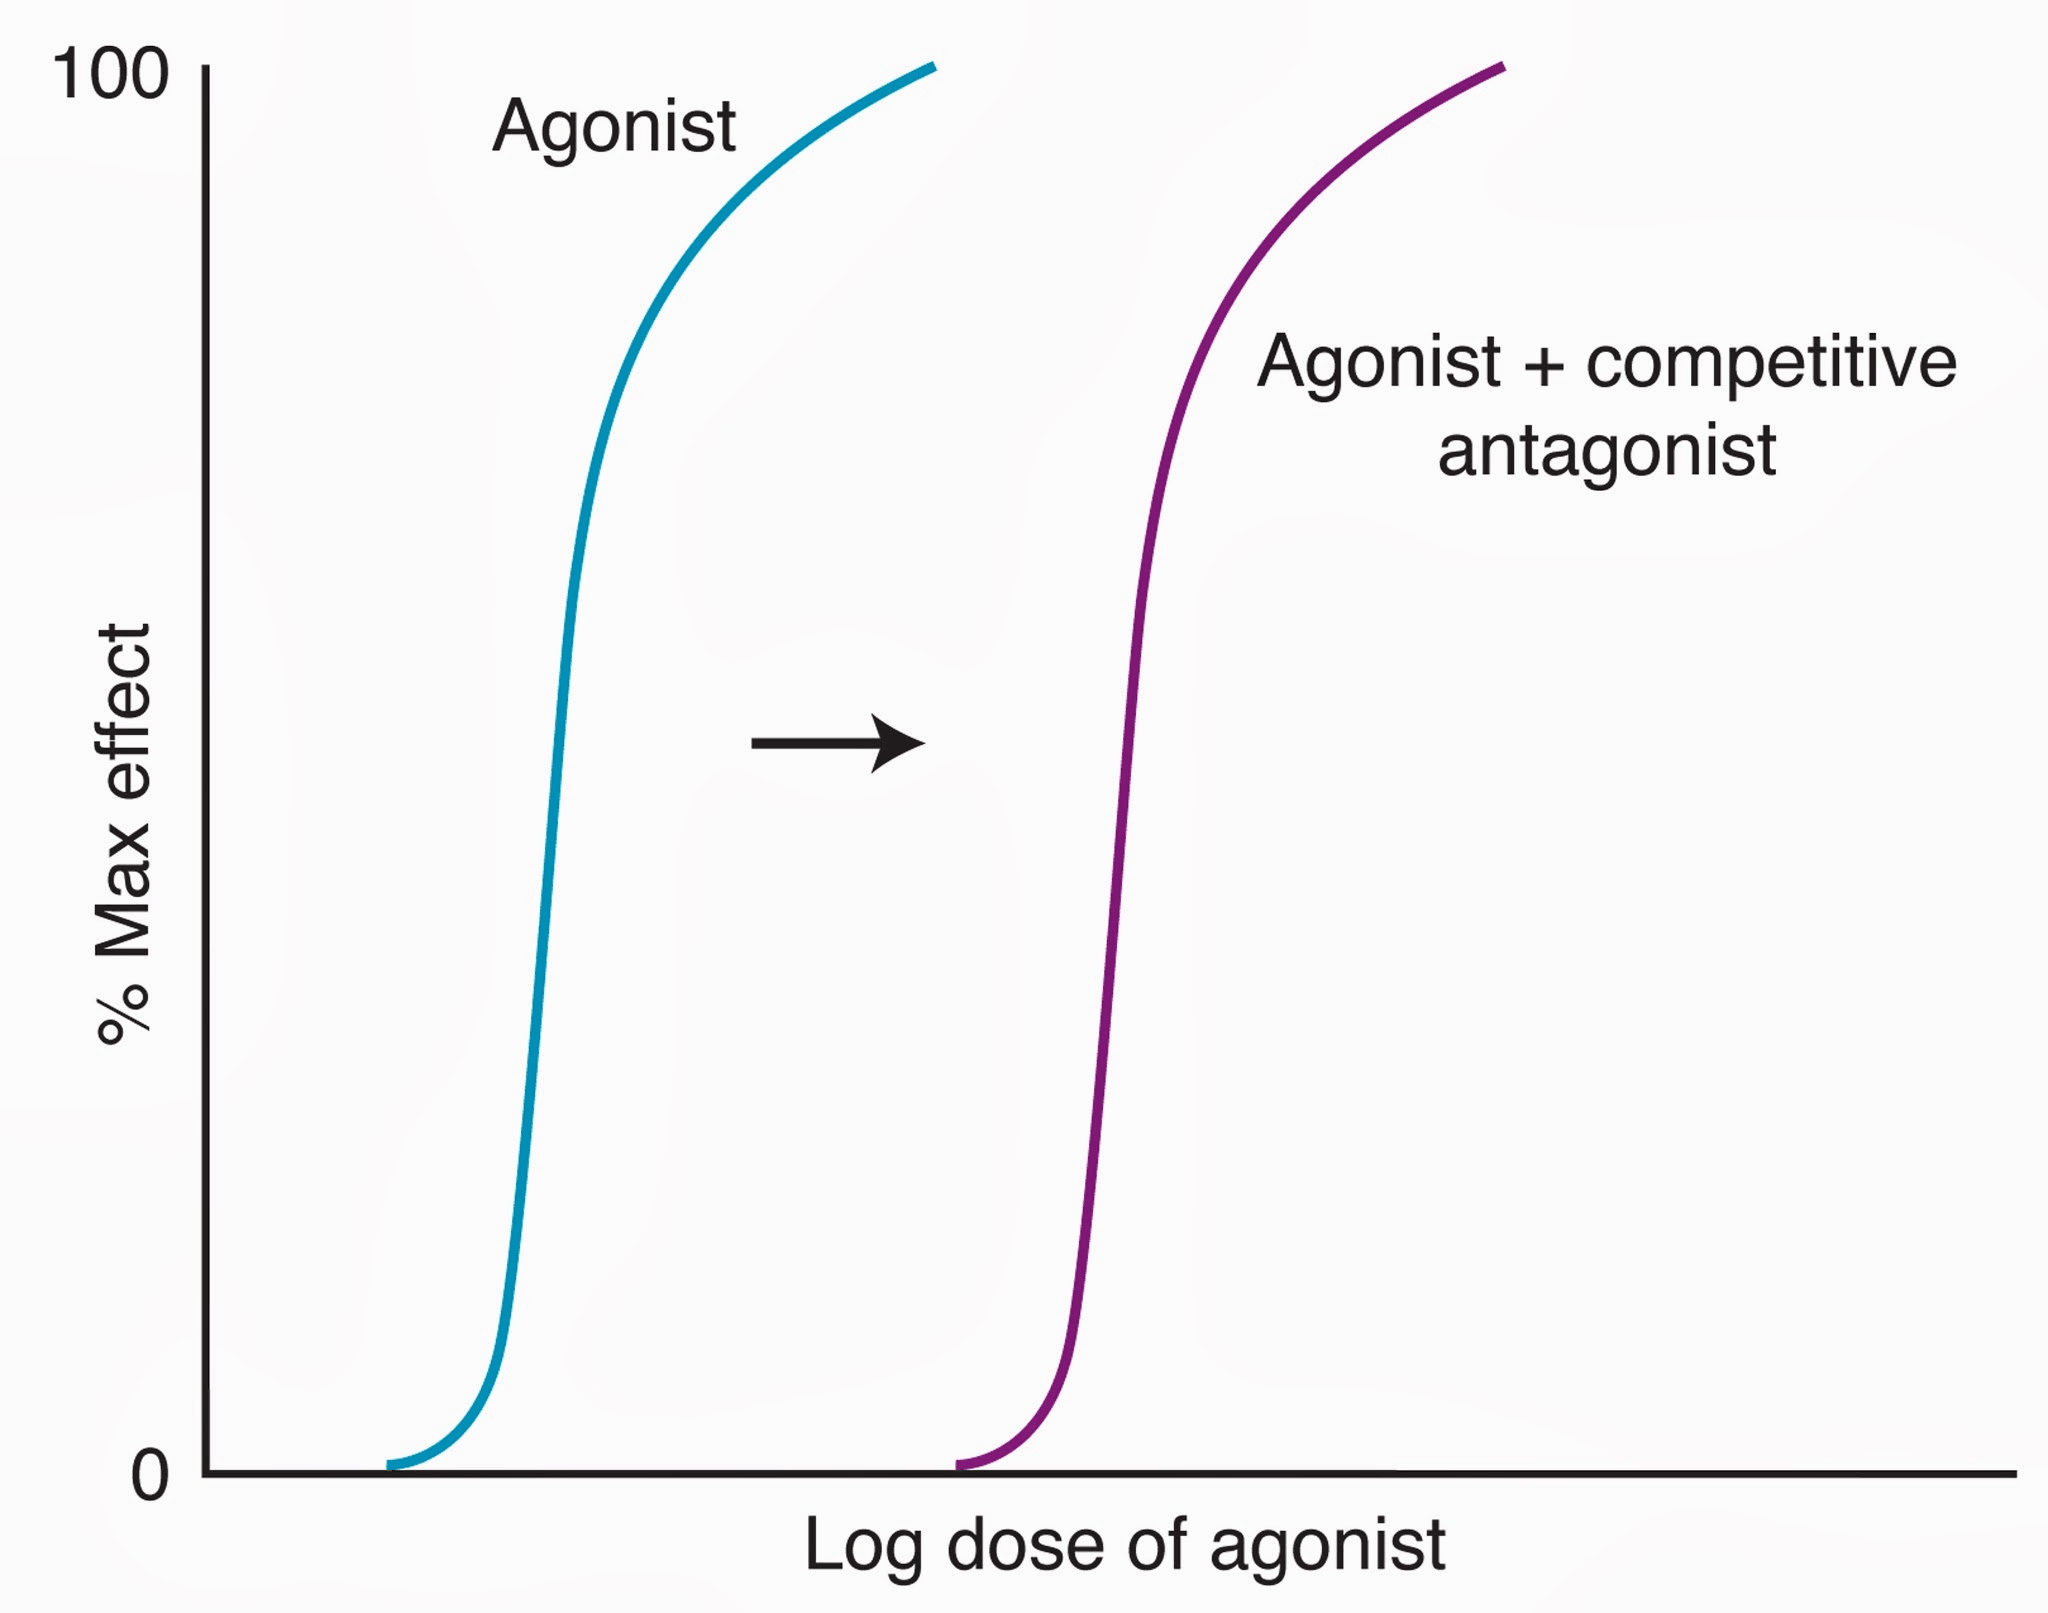 100
Agonist
Agonist + competitive
antagonist
% Max effect
0
Log dose of agonist